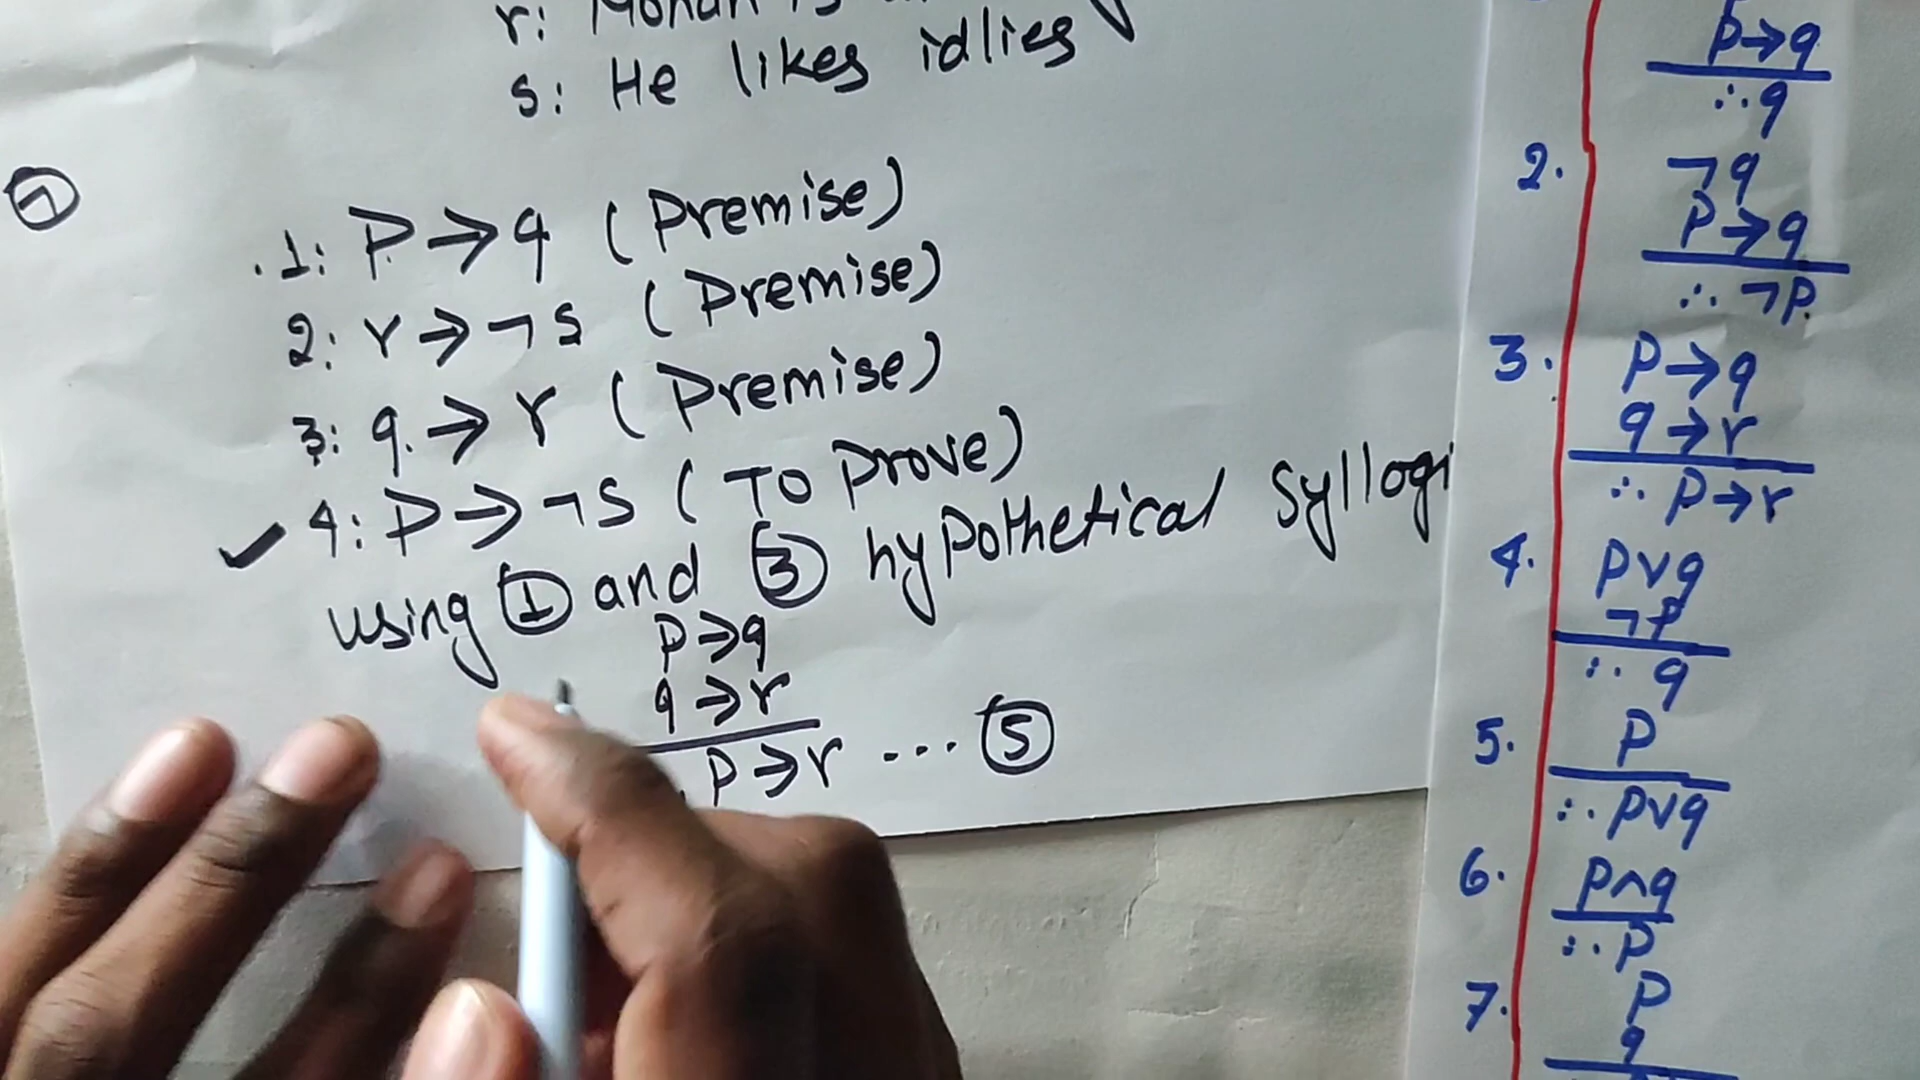 r:
s: He likes idlies
1: P→q (Premise)
2: r→¬s (Premise)
3: q→r (Premise)
✓ 4: P→¬s (To prove)
using ① and ③ hypothetical syllogi
P→q
q→r
P→r ... ⑤
P→q
∴ q
2. ¬q
P→q
∴ ¬P
3. P→q
q→r
∴ P→r
4. P∨q
¬P
∴ q
5. P
∴ P∨q
6. P∧q
∴ P
7. P
q